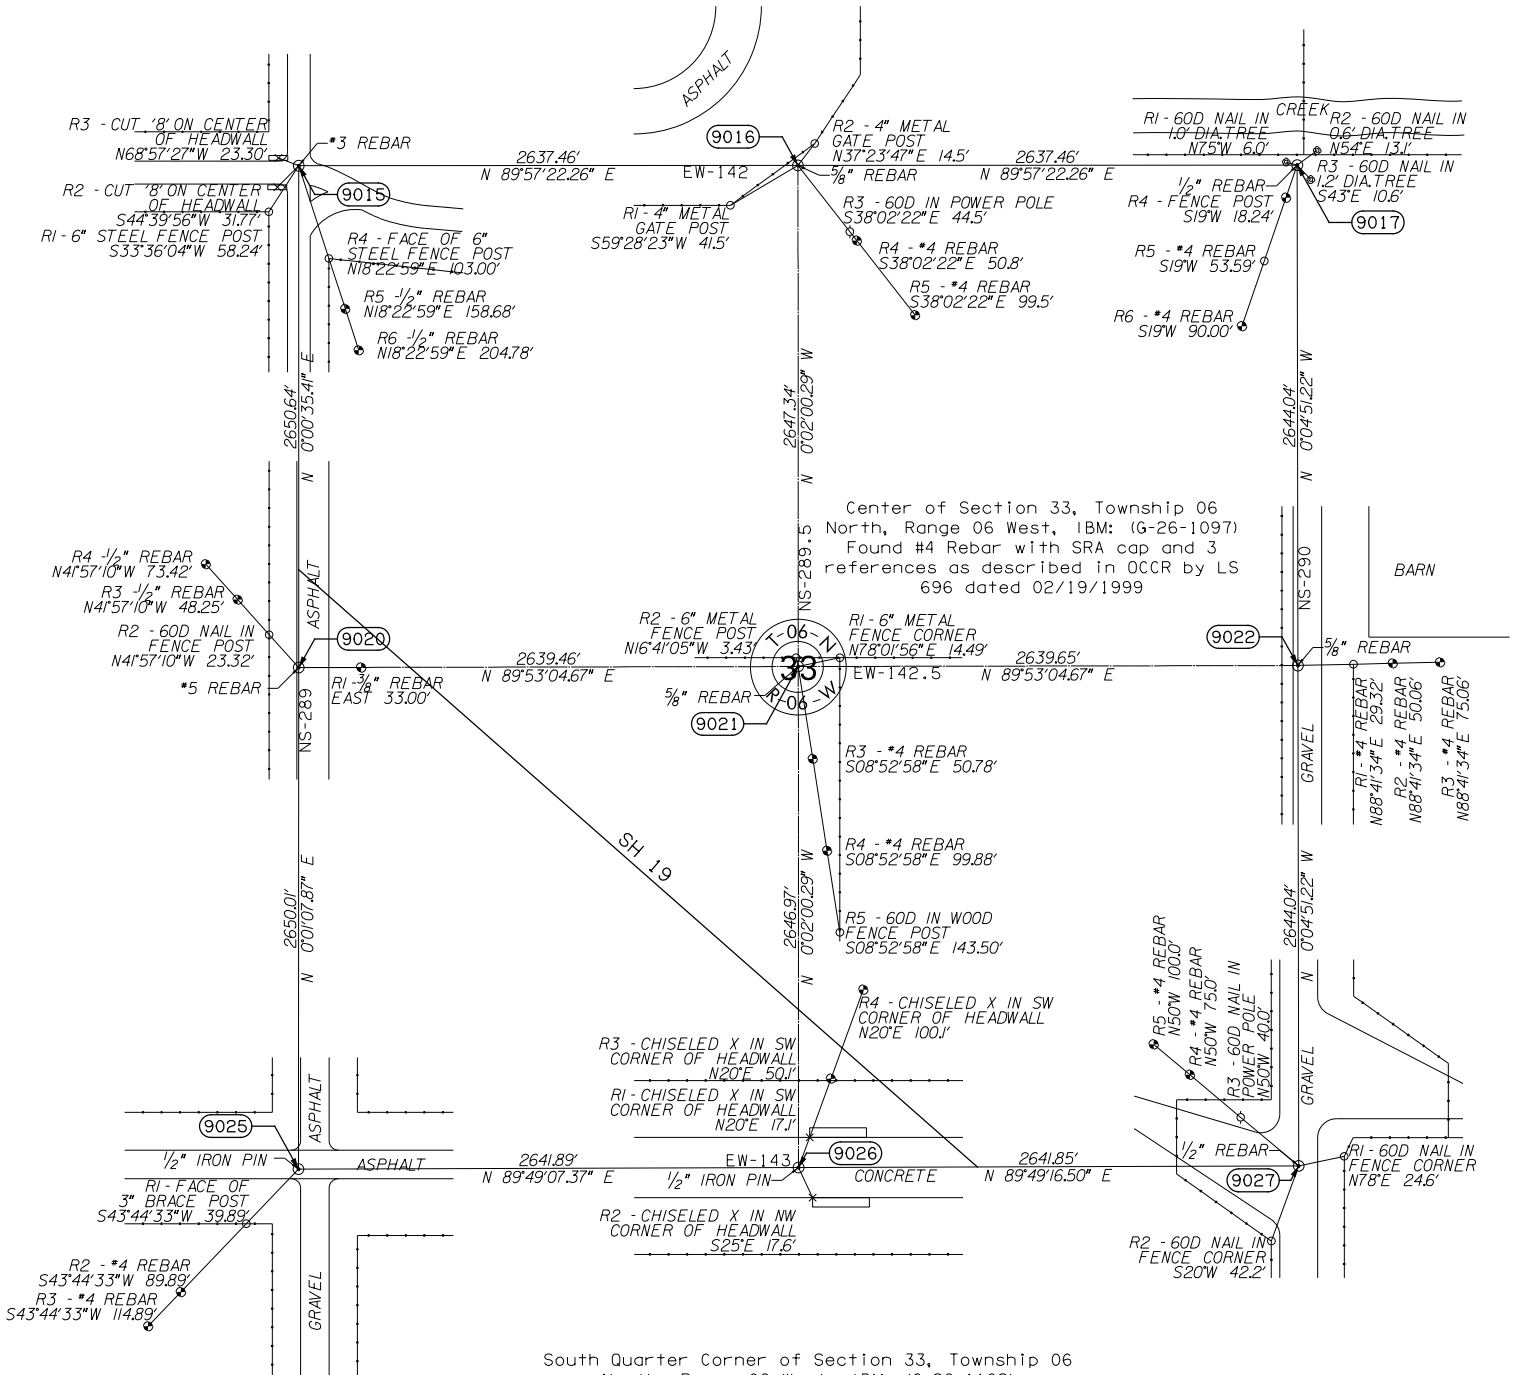 ASPHALT
R3 - CUT '8' ON CENTER
OF HEADWALL
N68°57'27"W 23.30'
#3 REBAR
9015
R2 - CUT '8' ON CENTER
OF HEADWALL
S44°39'56"W 31.77'
R1 - 6" STEEL FENCE POST
S33°36'04"W 58.24'
R4 - FACE OF 6"
STEEL FENCE POST
N18°22'59"E 103.00'
R5 - 1/2" REBAR
N18°22'59"E 158.68'
R6 - 1/2" REBAR
N18°22'59"E 204.78'
2637.46'
N 89°57'22.26" E
EW-142
9016
R2 - 4" METAL
GATE POST
N37°23'47"E 14.5'
5/8" REBAR
R1 - 4" METAL
GATE POST
S59°28'23"W 41.5'
R3 - 60D IN POWER POLE
S38°02'22"E 44.5'
R4 - #4 REBAR
S38°02'22"E 50.8'
R5 - #4 REBAR
S38°02'22"E 99.5'
2637.46'
N 89°57'22.26" E
CREEK
R1 - 60D NAIL IN
1.0' DIA.TREE
N75°W 6.0'
R2 - 60D NAIL IN
0.6' DIA.TREE
N54°E 13.1'
R3 - 60D NAIL IN
1.2' DIA.TREE
S43°E 10.6'
1/2" REBAR
R4 - FENCE POST
S19°W 18.24'
9017
R5 - #4 REBAR
S19°W 53.59'
R6 - #4 REBAR
S19°W 90.00'
2650.64'
N 0°00'35.41" E
2647.34'
N 0°02'00.29" W
2644.04'
N 0°04'51.22" W
Center of Section 33, Township 06
North, Range 06 West, IBM: (G-26-1097)
Found #4 Rebar with SRA cap and 3
references as described in OCCR by LS
696 dated 02/19/1999
NS-289.5
NS-290
BARN
R4 - 1/2" REBAR
N41°57'10"W 73.42'
R3 - 1/2" REBAR
N41°57'10"W 48.25'
R2 - 60D NAIL IN
FENCE POST
N41°57'10"W 23.32'
#5 REBAR
ASPHALT
9020
R1 - 3/8" REBAR
EAST 33.00'
NS-289
2639.46'
N 89°53'04.67" E
R2 - 6" METAL
FENCE POST
N16°41'05"W 3.43'
R1 - 6" METAL
FENCE CORNER
N78°01'56"E 14.49'
T-06-N
33
R-06-W
5/8" REBAR
9021
EW-142.5
2639.65'
N 89°53'04.67" E
9022
5/8" REBAR
R1 - #4 REBAR
N88°41'34"E 29.32'
R2 - #4 REBAR
N88°41'34"E 50.06'
R3 - #4 REBAR
N88°41'34"E 75.06'
GRAVEL
R3 - #4 REBAR
S08°52'58"E 50.78'
R4 - #4 REBAR
S08°52'58"E 99.88'
R5 - 60D IN WOOD
FENCE POST
S08°52'58"E 143.50'
SH 19
2650.01'
N 0°01'07.87" E
2646.97'
N 0°02'00.29" W
2644.04'
N 0°04'51.22" W
R4 - CHISELED X IN SW
CORNER OF HEADWALL
N20°E 100.1'
R3 - CHISELED X IN SW
CORNER OF HEADWALL
N20°E 50.1'
R1 - CHISELED X IN SW
CORNER OF HEADWALL
N20°E 17.1'
R5 - #4 REBAR
N50°W 100.0'
R4 - #4 REBAR
N50°W 75.0'
R3 - 60D NAIL IN
POWER POLE
N50°W 40.0'
GRAVEL
ASPHALT
9025
1/2" IRON PIN
ASPHALT
2641.89'
N 89°49'07.37" E
EW-143
9026
1/2" IRON PIN
CONCRETE
2641.85'
N 89°49'16.50" E
1/2" REBAR
9027
R1 - 60D NAIL IN
FENCE CORNER
N78°E 24.6'
R1 - FACE OF
3" BRACE POST
S43°44'33"W 39.89'
R2 - #4 REBAR
S43°44'33"W 89.89'
R3 - #4 REBAR
S43°44'33"W 114.89'
GRAVEL
R2 - CHISELED X IN NW
CORNER OF HEADWALL
S25°E 17.6'
R2 - 60D NAIL IN
FENCE CORNER
S20°W 42.2'
South Quarter Corner of Section 33, Township 06